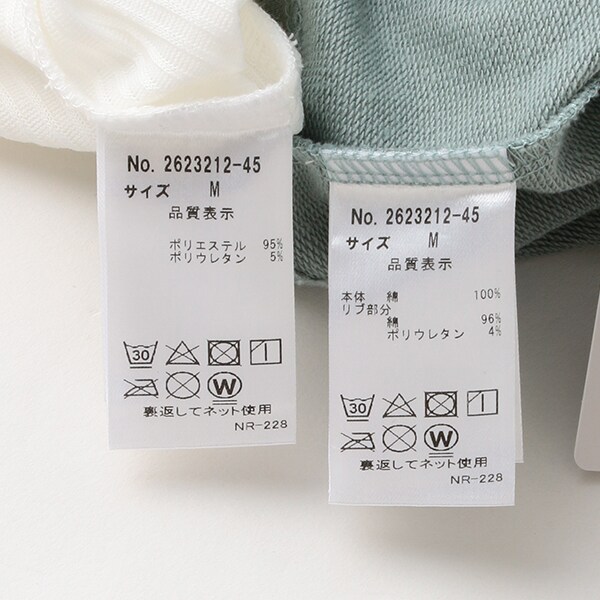 No. 2623212-45
サイズ M
品質表示
ポリエステル 95%
ポリウレタン 5%
30
W
裏返してネット使用
NR-228
No. 2623212-45
サイズ M
品質表示
本体 綿 100%
リブ部分
綿 96%
ポリウレタン 4%
30
W
裏返してネット使用
NR-228